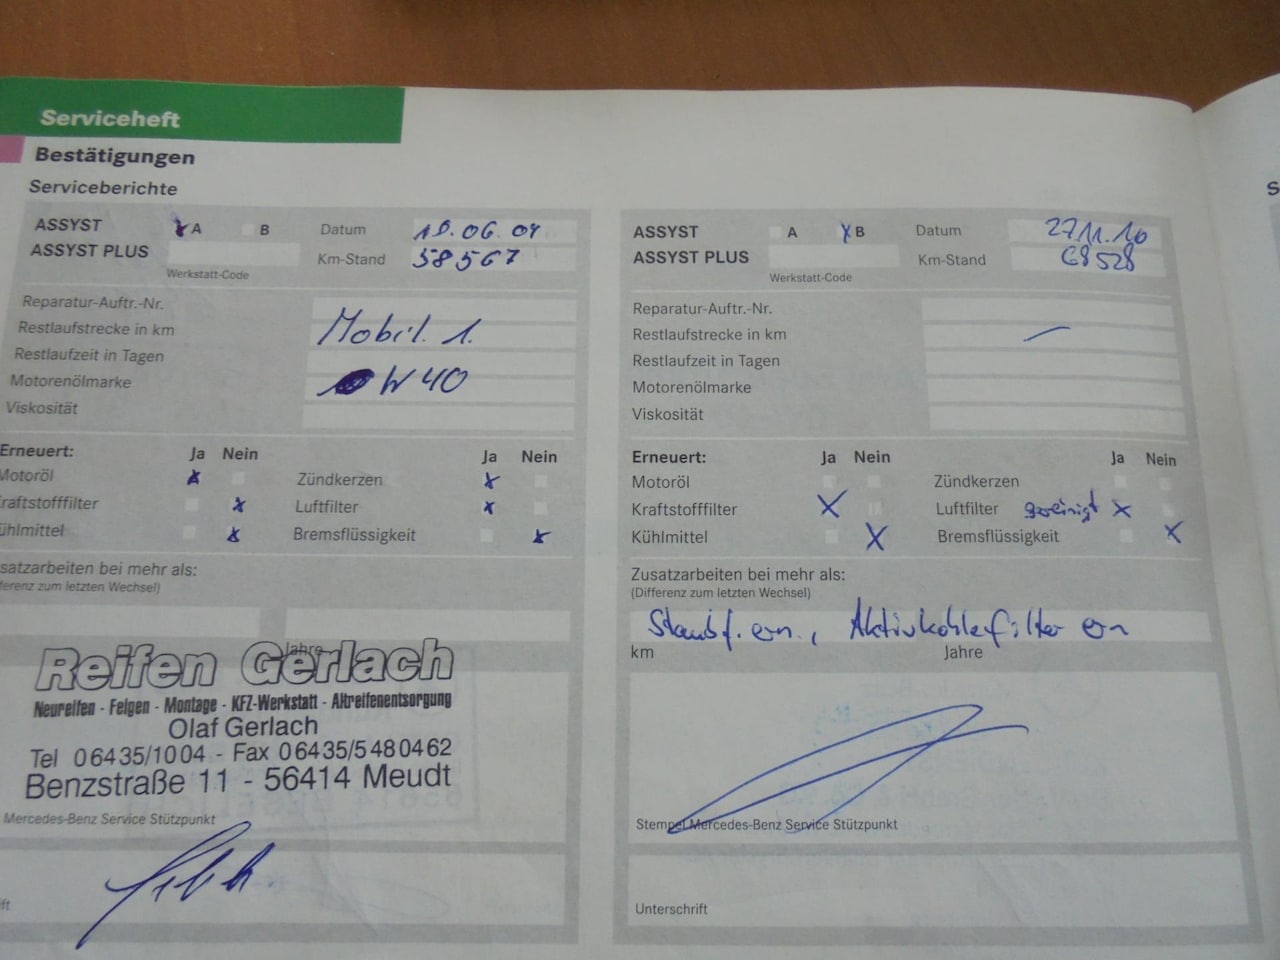 Serviceheft
Bestätigungen
Serviceberichte
ASSYST A B Datum
ASSYST PLUS Km-Stand 58567
Werkstatt-Code
Reparatur-Auftr.-Nr.
Restlaufstrecke in km Mobil 1.
Restlaufzeit in Tagen
Motorenölmarke W 40
Viskosität
Erneuert: Ja Nein Ja Nein
Motoröl Zündkerzen
raftstofffilter Luftfilter
ühlmittel Bremsflüssigkeit
satzarbeiten bei mehr als:
ferenz zum letzten Wechsel)
Jahre
Reifen Gerlach
Neureifen - Felgen - Montage - KFZ-Werkstatt - Altreifenentsorgung
Olaf Gerlach
Tel 06435/1004 - Fax 06435/5480462
Benzstraße 11 - 56414 Meudt
Mercedes-Benz Service Stützpunkt
ft
ASSYST A B Datum 27.11.10
ASSYST PLUS Km-Stand 68528
Werkstatt-Code
Reparatur-Auftr.-Nr.
Restlaufstrecke in km
Restlaufzeit in Tagen
Motorenölmarke
Viskosität
Erneuert: Ja Nein Ja Nein
Motoröl Zündkerzen
Kraftstofffilter Luftfilter gereinigt
Kühlmittel Bremsflüssigkeit
Zusatzarbeiten bei mehr als:
(Differenz zum letzten Wechsel)
Staubf. ern., Aktivkohlefilter ern
km Jahre
Stempel Mercedes-Benz Service Stützpunkt
Unterschrift
S